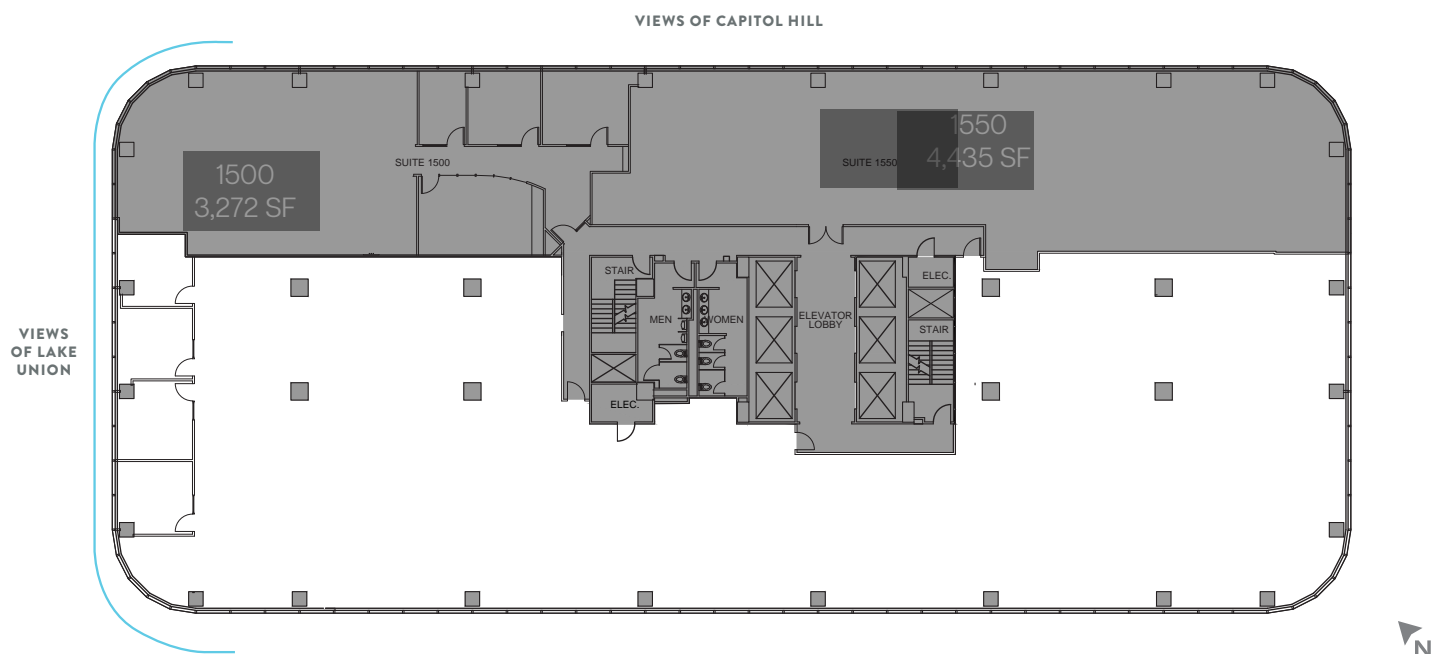 VIEWS OF CAPITOL HILL
1550
4,435 SF
SUITE 1500
SUITE 1550
1500
3,272 SF
STAIR
ELEC.
MEN
WOMEN
ELEVATOR
LOBBY
STAIR
VIEWS
OF LAKE
UNION
ELEC.
N